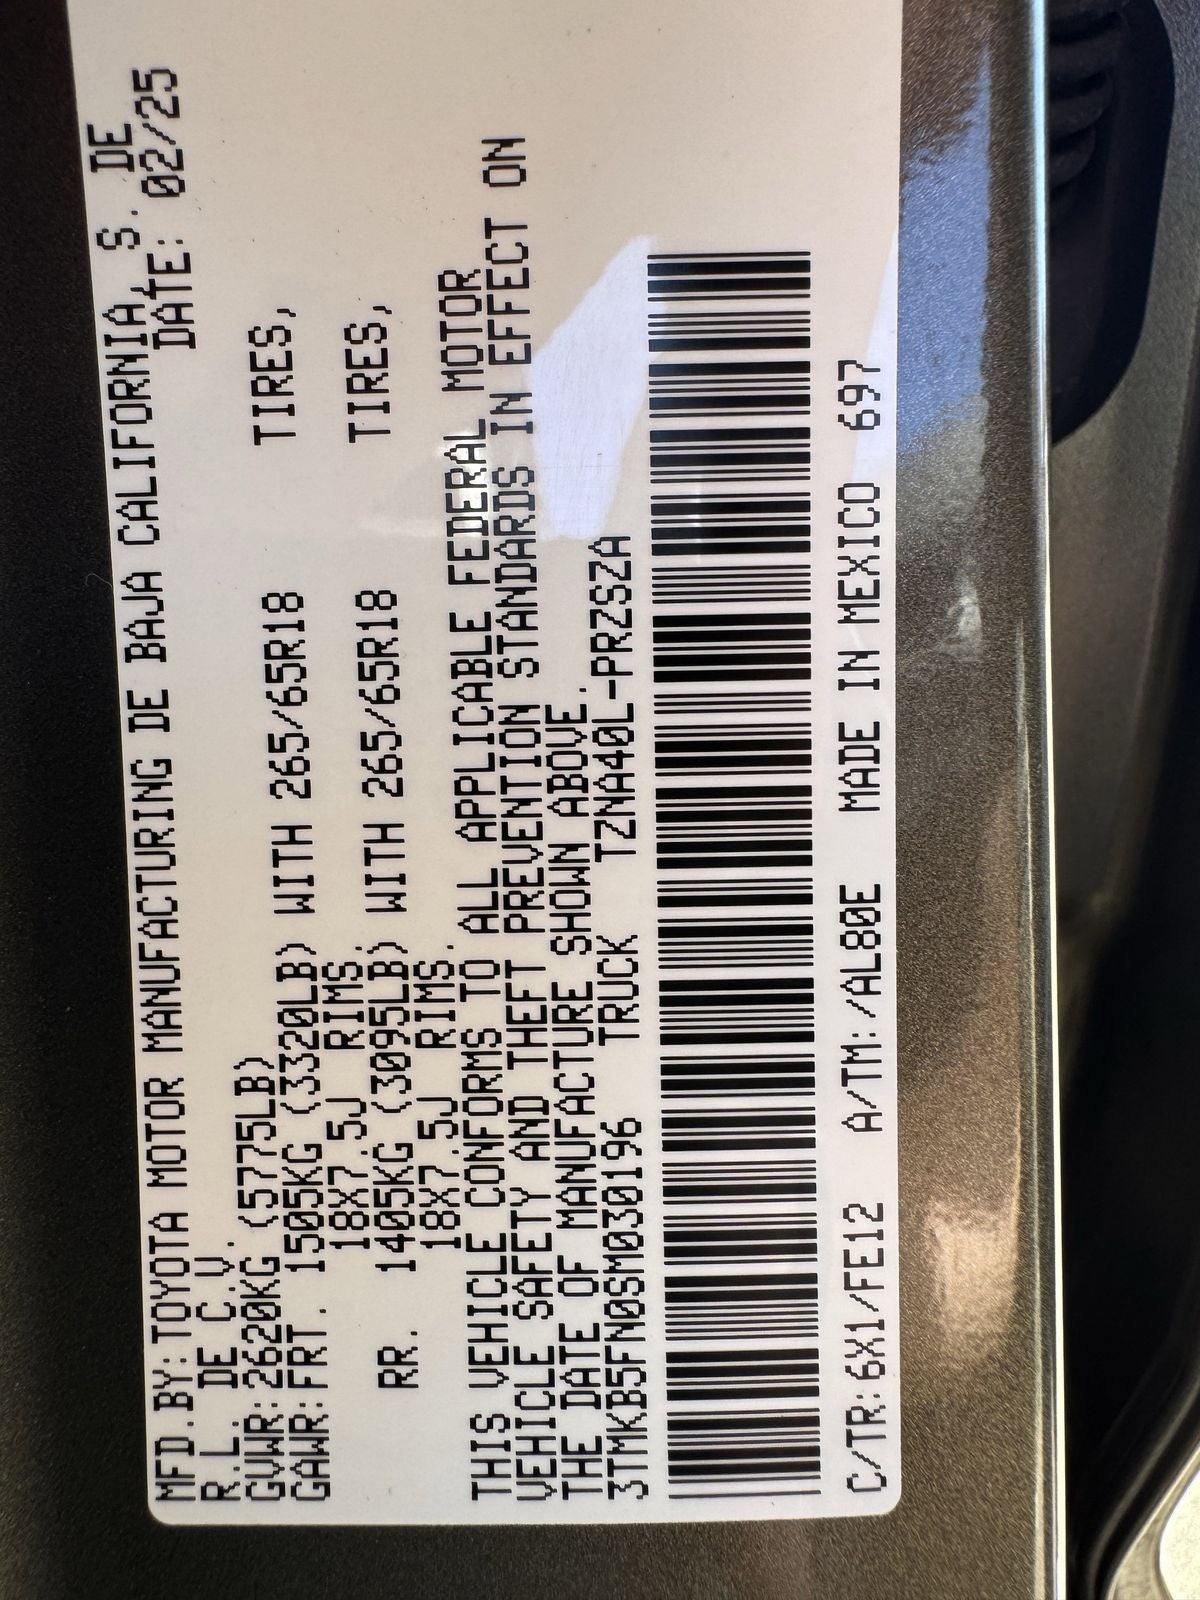 MFD.BY: TOYOTA MOTOR MANUFACTURING DE BAJA CALIFORNIA, S. DE
R.L. DE C.V. DATE: 02/25
GVWR:2620KG (5775LB)
GAWR:FRT. 1505KG (3320LB) WITH 265/65R18 TIRES,
18X7.5J RIMS.
RR. 1405KG (3095LB) WITH 265/65R18 TIRES,
18X7.5J RIMS.
THIS VEHICLE CONFORMS TO ALL APPLICABLE FEDERAL MOTOR
VEHICLE SAFETY AND THEFT PREVENTION STANDARDS IN EFFECT ON
THE DATE OF MANUFACTURE SHOWN ABOVE.
3TMKB5FN0SM030196 TRUCK TZNA40L-PRZSZA
C/TR:6X1/FE12 A/TM:/AL80E MADE IN MEXICO 697